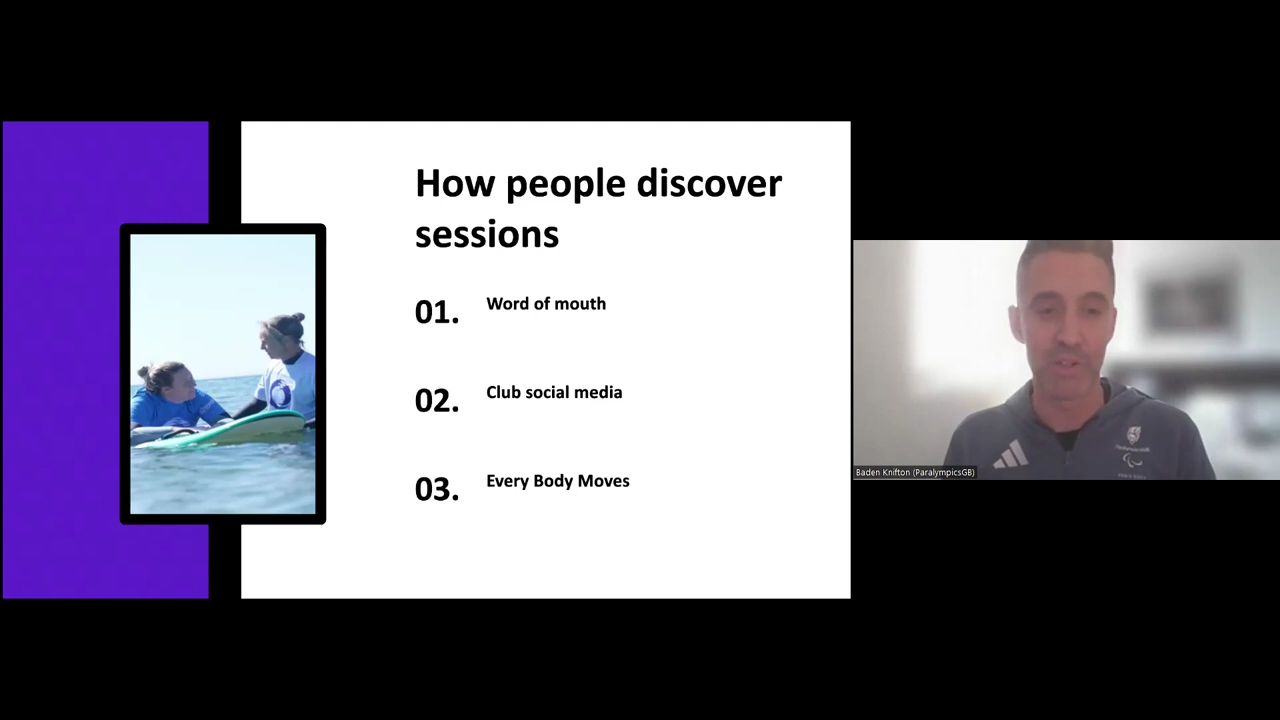 How people discover
sessions
01.
Word of mouth
02.
Club social media
03.
Every Body Moves
Baden Knifton (ParalympicsGB)